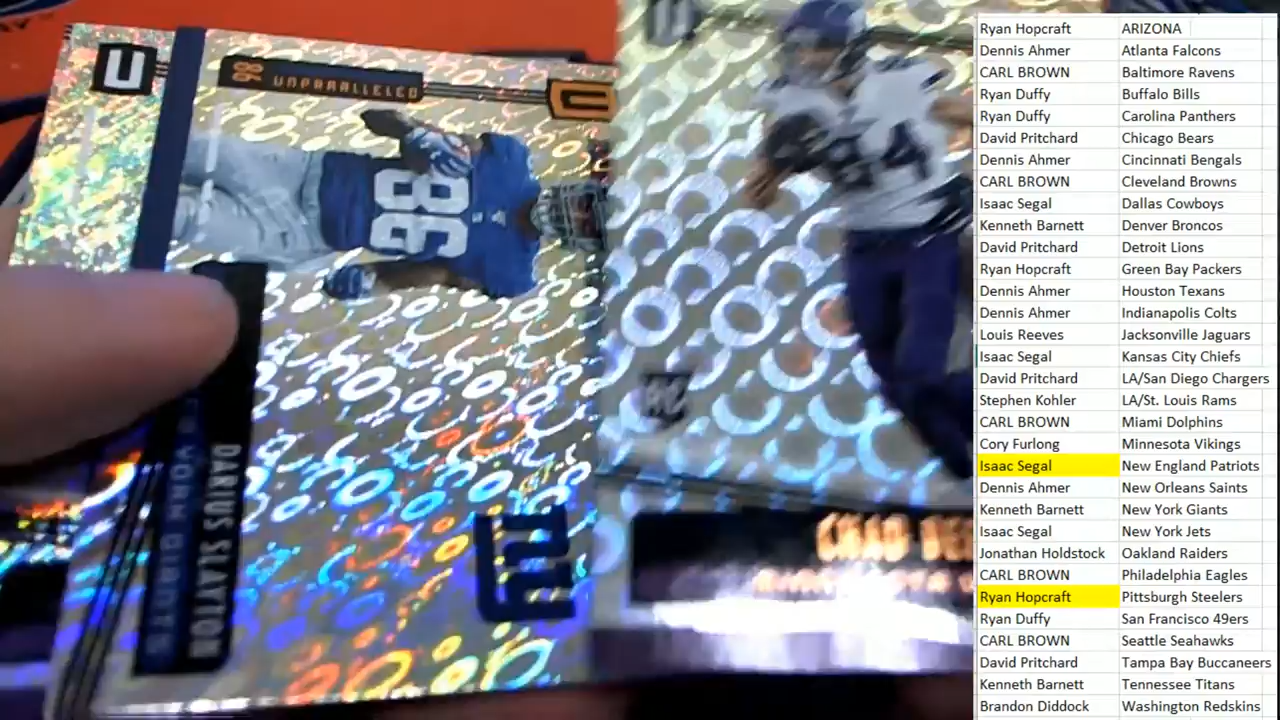 U
98 UNPARALLELED
U
98
DARIUS SLAYTON
YORK GIANTS
ny
84
RC
CHAD
MINNESOTA
Ryan Hopcraft ARIZONA
Dennis Ahmer Atlanta Falcons
CARL BROWN Baltimore Ravens
Ryan Duffy Buffalo Bills
Ryan Duffy Carolina Panthers
David Pritchard Chicago Bears
Dennis Ahmer Cincinnati Bengals
CARL BROWN Cleveland Browns
Isaac Segal Dallas Cowboys
Kenneth Barnett Denver Broncos
David Pritchard Detroit Lions
Ryan Hopcraft Green Bay Packers
Dennis Ahmer Houston Texans
Dennis Ahmer Indianapolis Colts
Louis Reeves Jacksonville Jaguars
Isaac Segal Kansas City Chiefs
David Pritchard LA/San Diego Chargers
Stephen Kohler LA/St. Louis Rams
CARL BROWN Miami Dolphins
Cory Furlong Minnesota Vikings
Isaac Segal New England Patriots
Dennis Ahmer New Orleans Saints
Kenneth Barnett New York Giants
Isaac Segal New York Jets
Jonathan Holdstock Oakland Raiders
CARL BROWN Philadelphia Eagles
Ryan Hopcraft Pittsburgh Steelers
Ryan Duffy San Francisco 49ers
CARL BROWN Seattle Seahawks
David Pritchard Tampa Bay Buccaneers
Kenneth Barnett Tennessee Titans
Brandon Diddock Washington Redskins